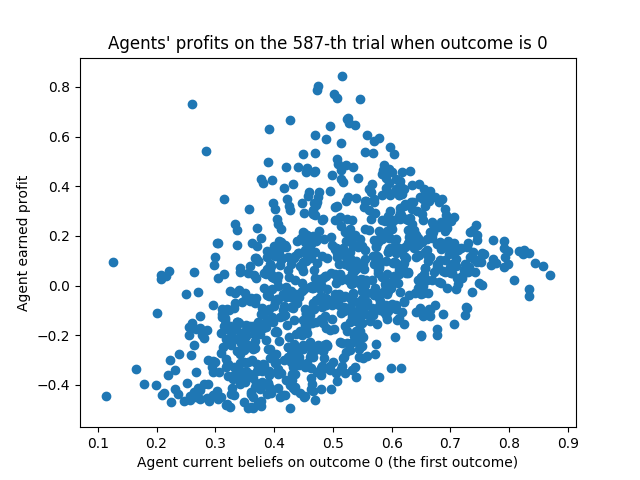 Agents' profits on the 587-th trial when outcome is 0
Agent earned profit
0.8
0.6
0.4
0.2
0.0
−0.2
−0.4
0.1 0.2 0.3 0.4 0.5 0.6 0.7 0.8 0.9
Agent current beliefs on outcome 0 (the first outcome)